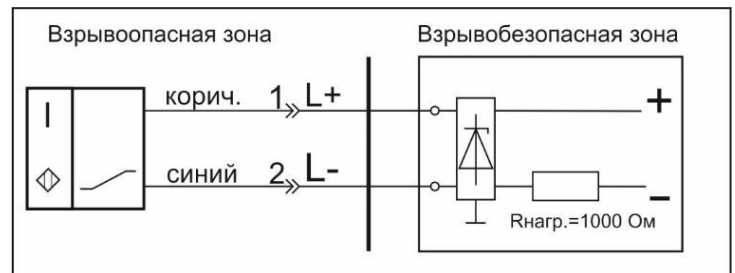 Взрывоопасная зона
Взрывобезопасная зона
корич. 1 L+
+
синий 2 L-
−
Rнагр.=1000 Ом